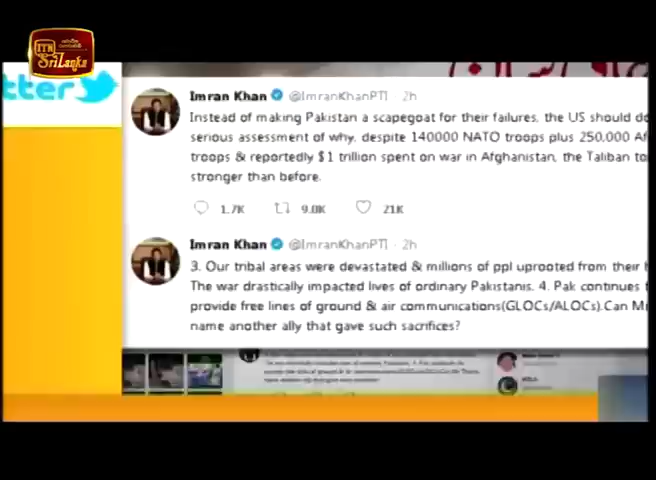 ITN
SriLanka
tter
Imran Khan @ImranKhanPTI · 2h
Instead of making Pakistan a scapegoat for their failures, the US should do
serious assessment of why, despite 140000 NATO troops plus 250,000 Af
troops & reportedly $1 trillion spent on war in Afghanistan, the Taliban to
stronger than before.
1.7K 9.0K 21K
Imran Khan @ImranKhanPTI · 2h
3. Our tribal areas were devastated & millions of ppl uprooted from their h
The war drastically impacted lives of ordinary Pakistanis. 4. Pak continues t
provide free lines of ground & air communications(GLOCs/ALOCs).Can M
name another ally that gave such sacrifices?